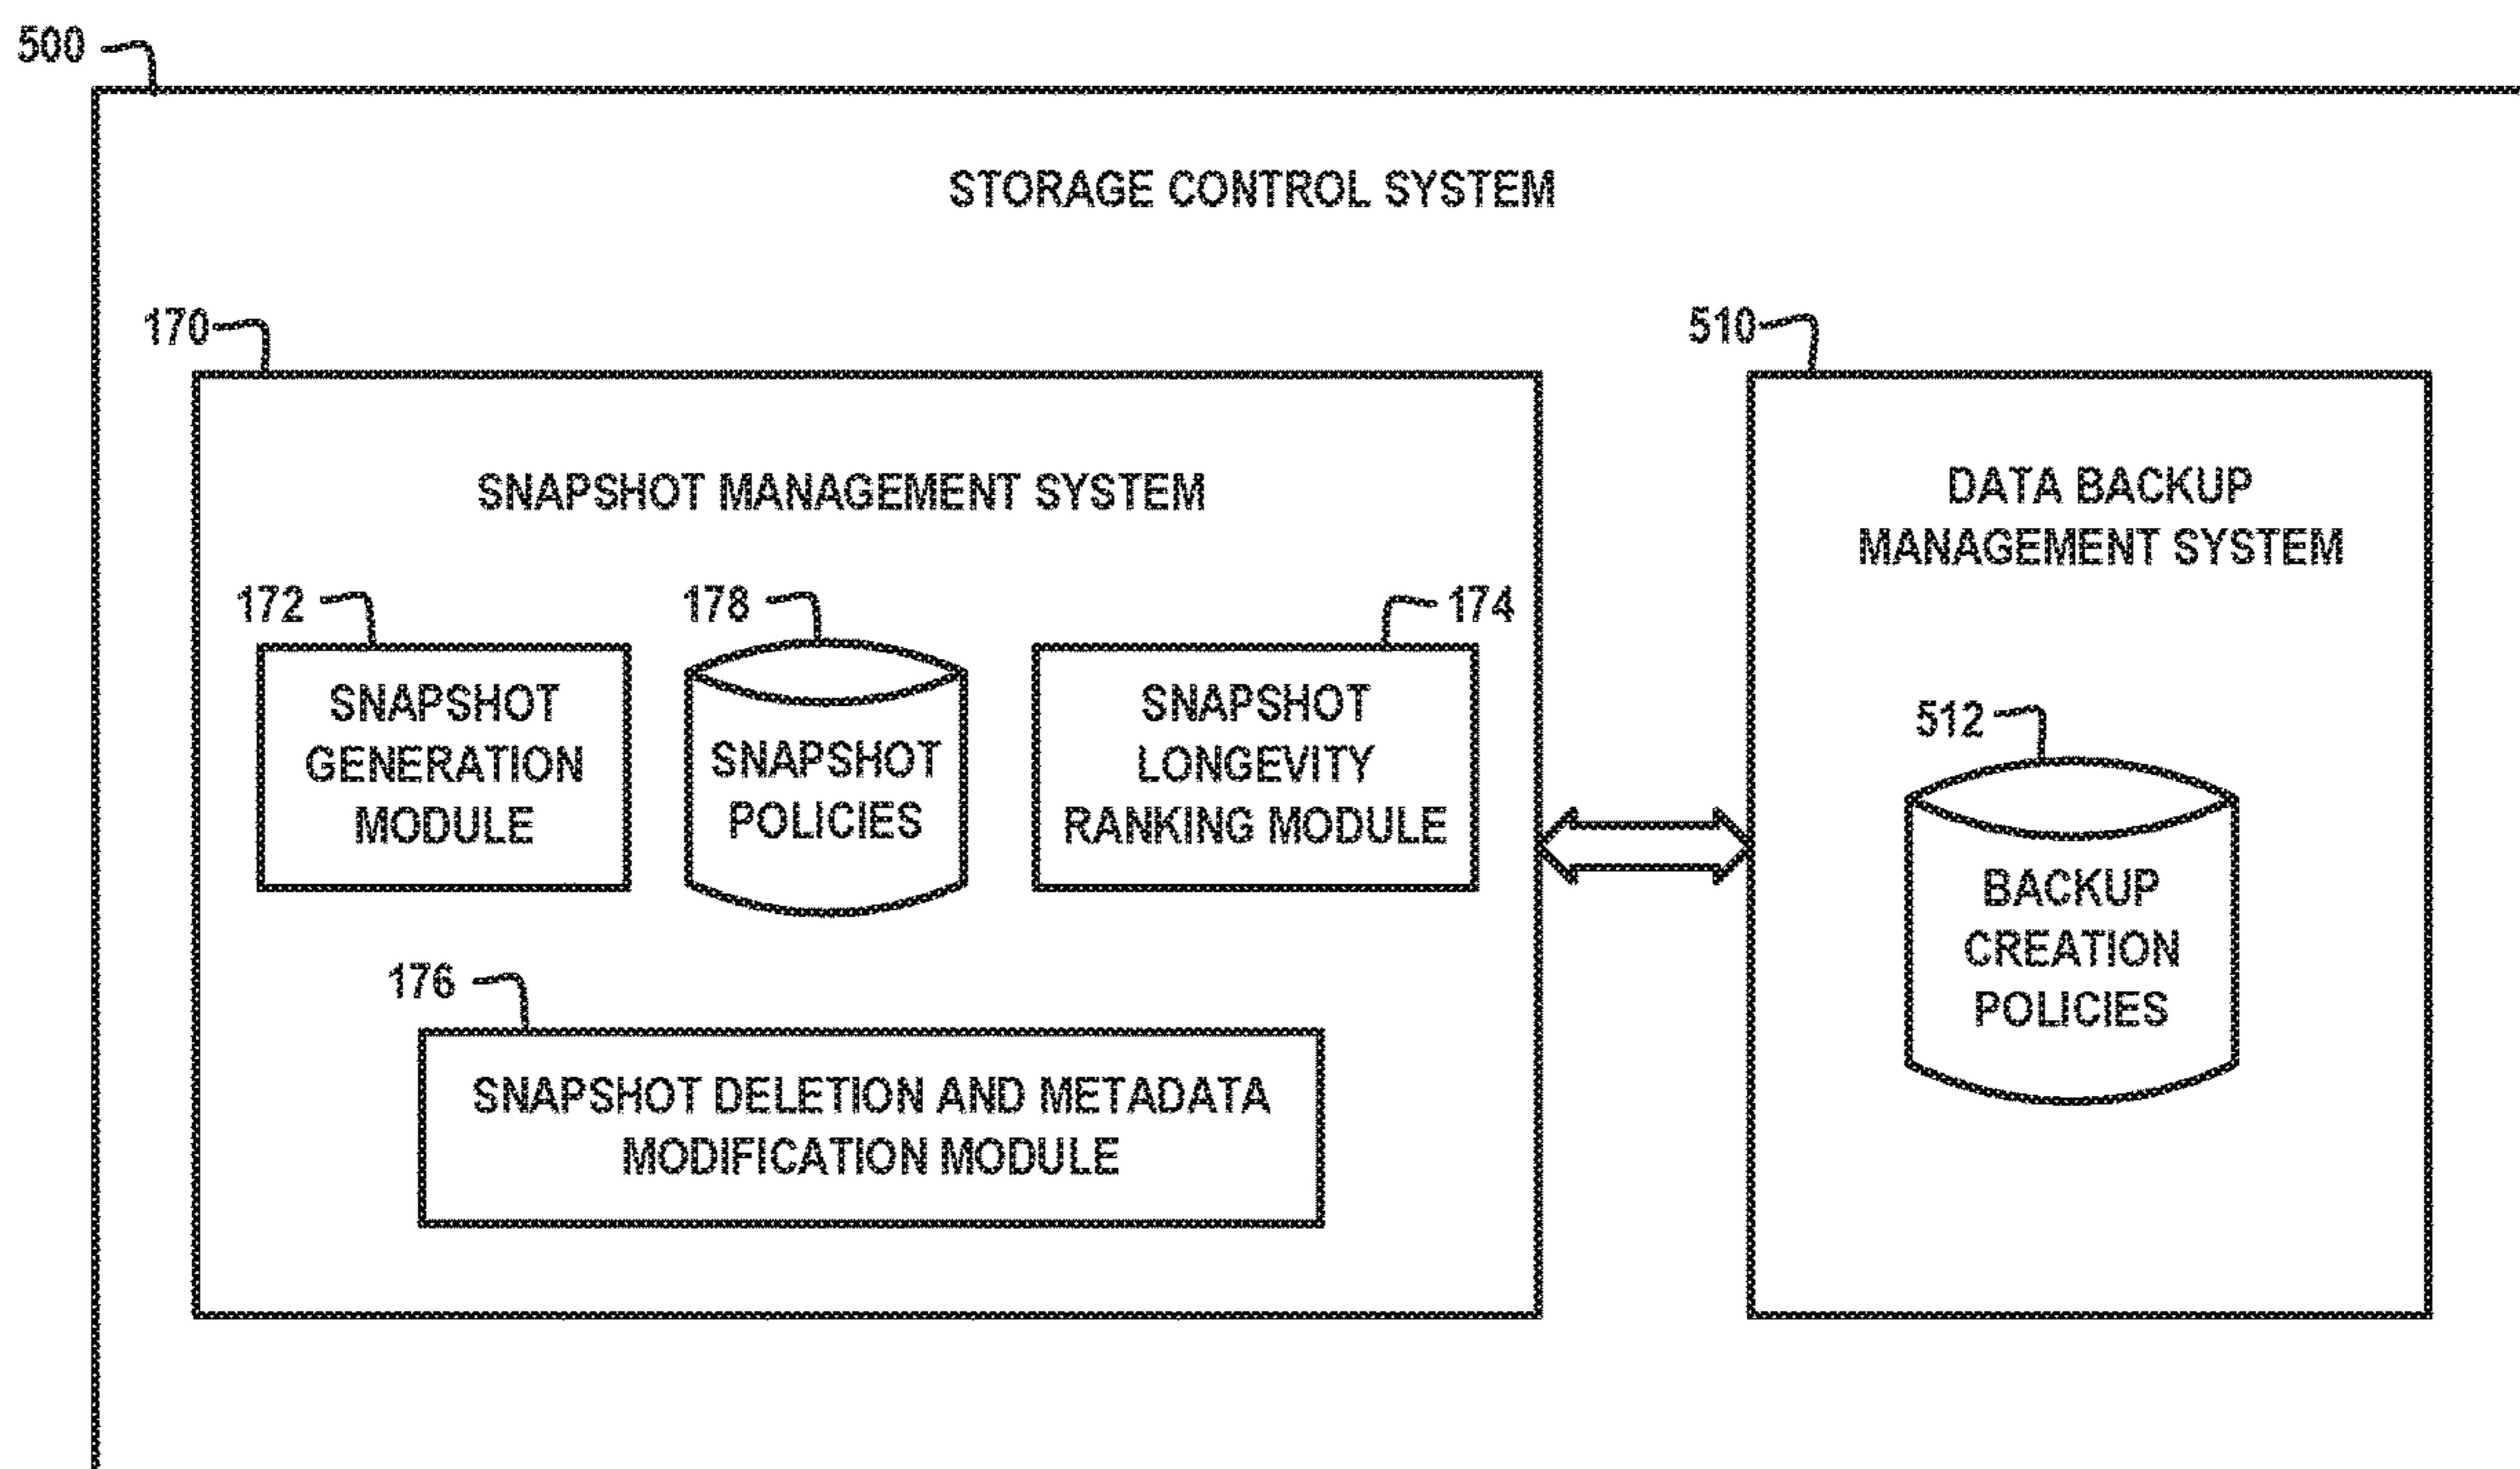 500
STORAGE CONTROL SYSTEM
170
510
SNAPSHOT MANAGEMENT SYSTEM
DATA BACKUP
MANAGEMENT SYSTEM
172
178
174
SNAPSHOT
GENERATION
MODULE
SNAPSHOT
POLICIES
SNAPSHOT
LONGEVITY
RANKING MODULE
512
BACKUP
CREATION
POLICIES
176
SNAPSHOT DELETION AND METADATA
MODIFICATION MODULE